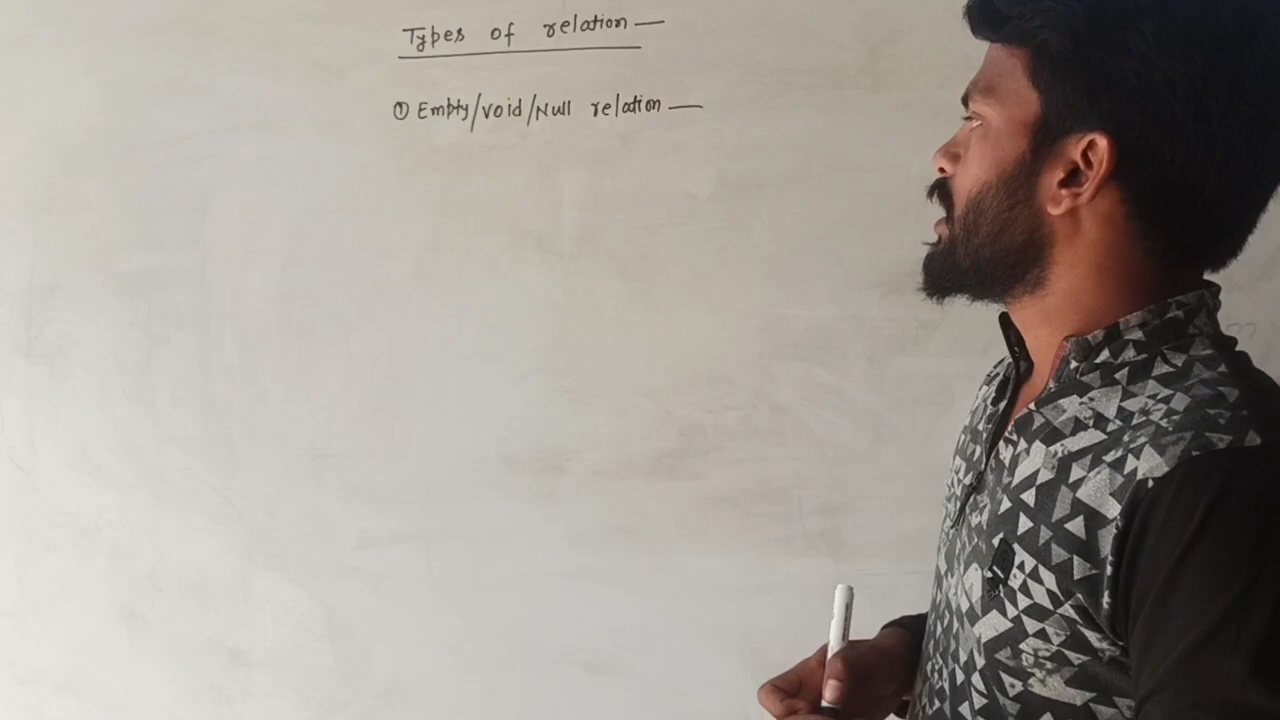 Types of relation —
① Empty/void/Null relation —